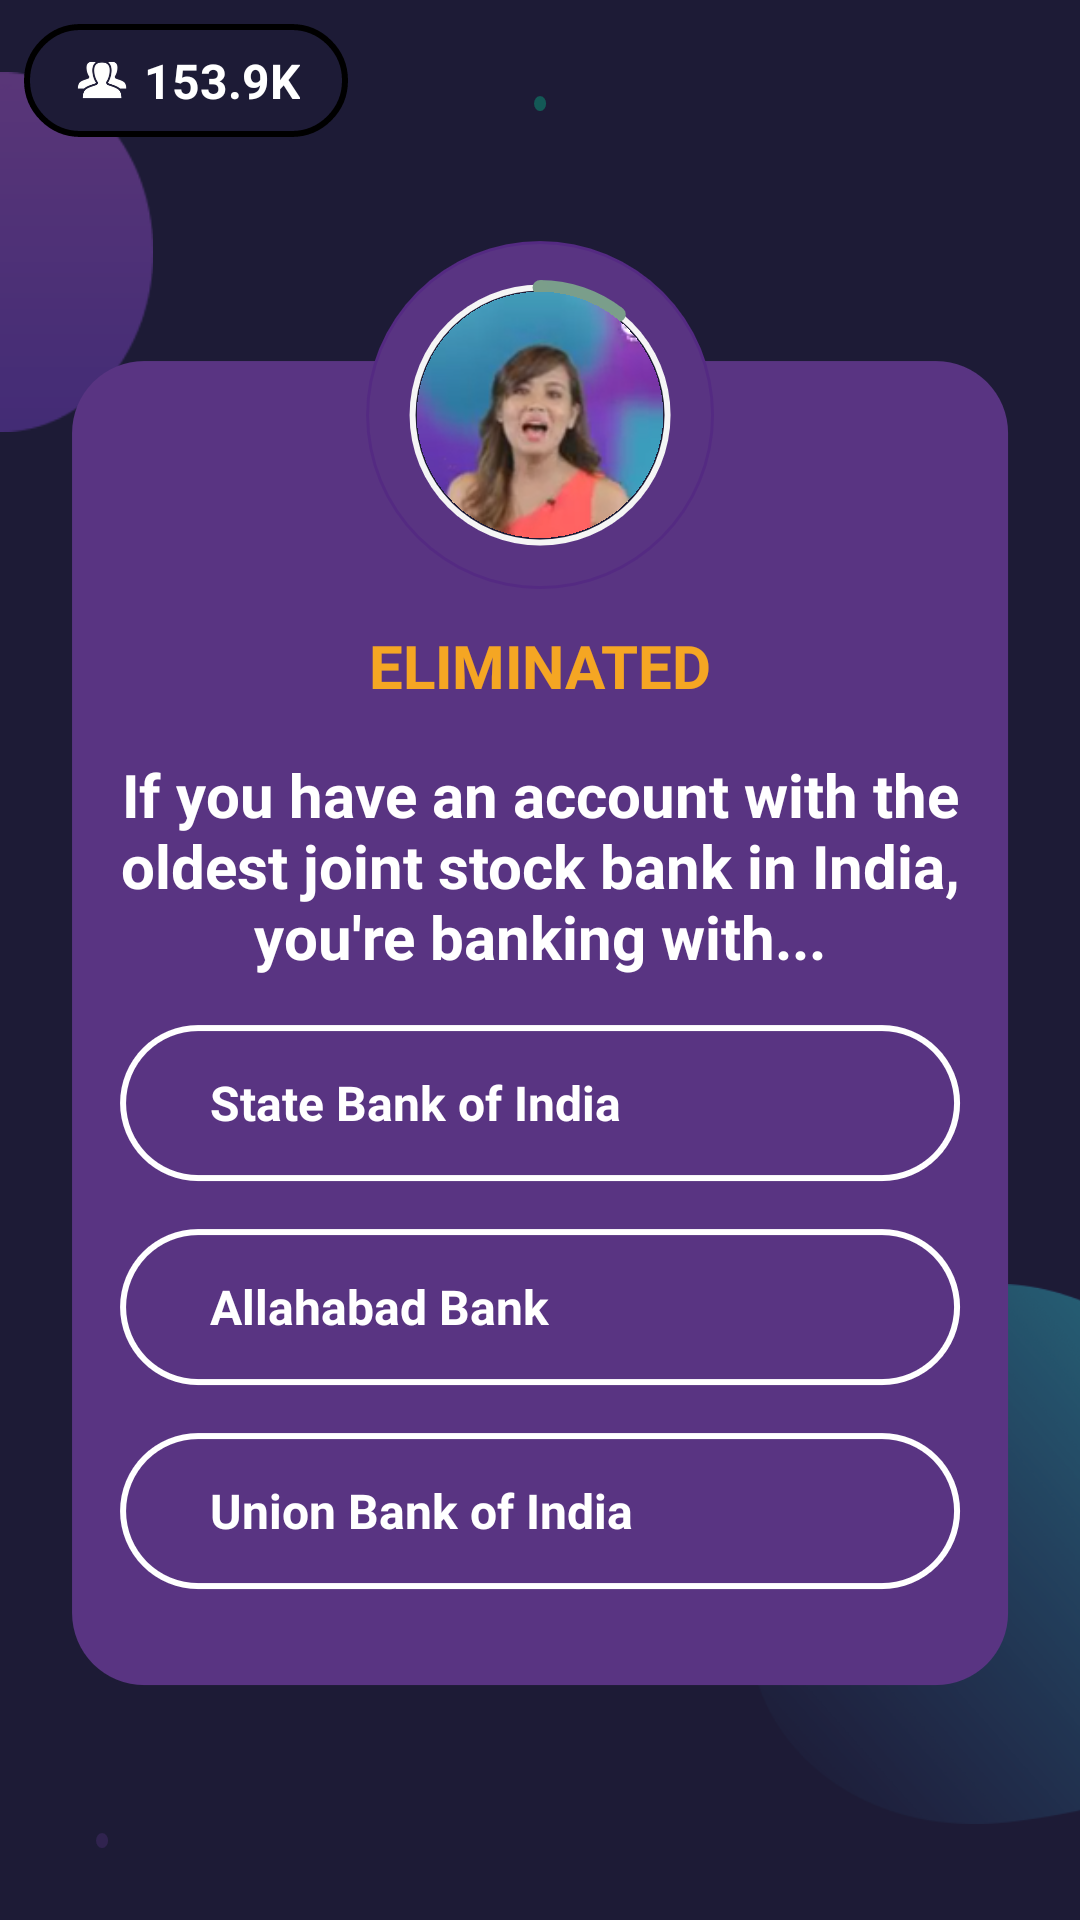 153.9K
ELIMINATED
If you have an account with the
oldest joint stock bank in India,
you're banking with...
State Bank of India
Allahabad Bank
Union Bank of India